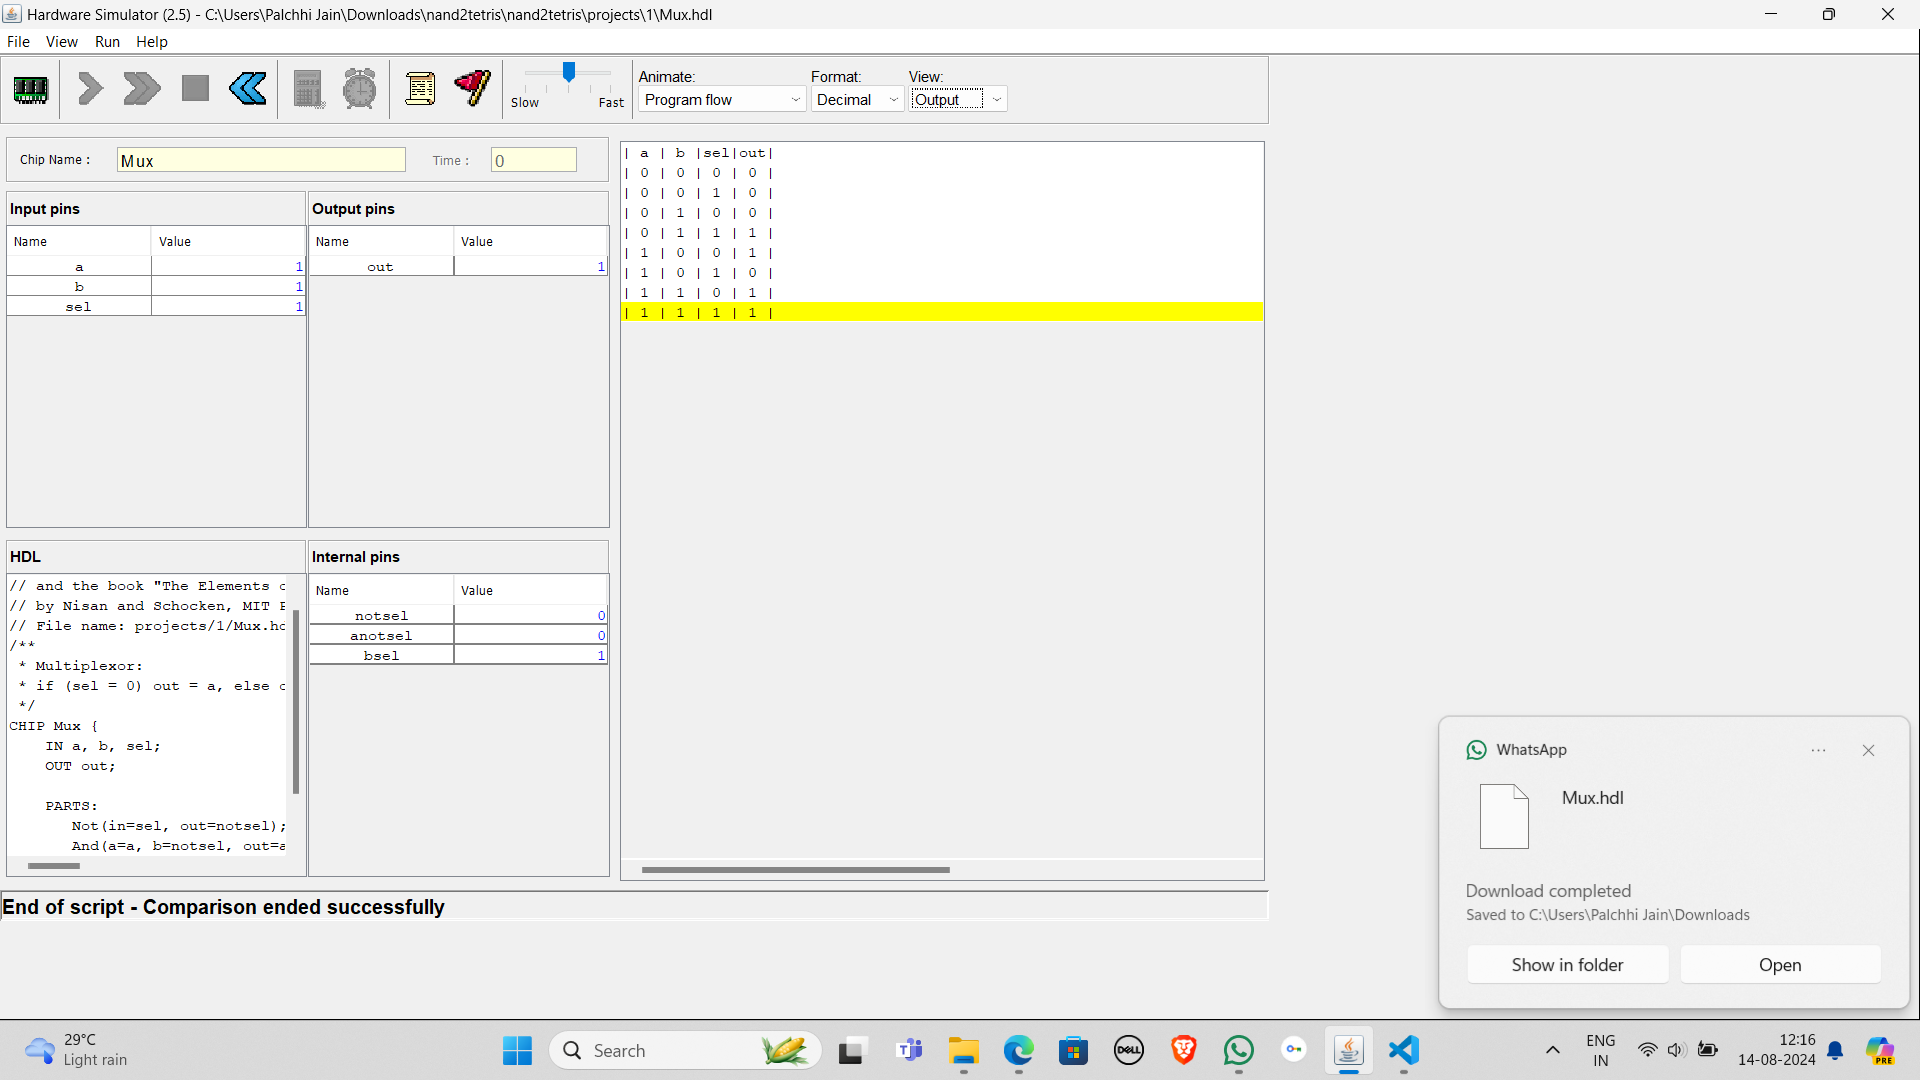 Hardware Simulator (2.5) - C:\Users\Palchhi Jain\Downloads\nand2tetris\nand2tetris\projects\1\Mux.hdl
File View Run Help
Slow Fast
Animate: Format: View:
Program flow Decimal Output
Chip Name : Mux Time : 0
Input pins
Name Value
a 1
b 1
sel 1
Output pins
Name Value
out 1
| a | b |sel|out|
| 0 | 0 | 0 | 0 |
| 0 | 0 | 1 | 0 |
| 0 | 1 | 0 | 0 |
| 0 | 1 | 1 | 1 |
| 1 | 0 | 0 | 1 |
| 1 | 0 | 1 | 0 |
| 1 | 1 | 0 | 1 |
| 1 | 1 | 1 | 1 |
HDL
// and the book "The Elements
// by Nisan and Schocken, MIT
// File name: projects/1/Mux.
/**
* Multiplexor:
* if (sel = 0) out = a, else
*/
CHIP Mux {
IN a, b, sel;
OUT out;
PARTS:
Not(in=sel, out=notsel);
And(a=a, b=notsel, out=a
Internal pins
Name Value
notsel 0
anotsel 0
bsel 1
End of script - Comparison ended successfully
WhatsApp
Mux.hdl
Download completed
Saved to C:\Users\Palchhi Jain\Downloads
Show in folder Open
29°C
Light rain
Search
DELL
ENG
IN
12:16
14-08-2024
PRE